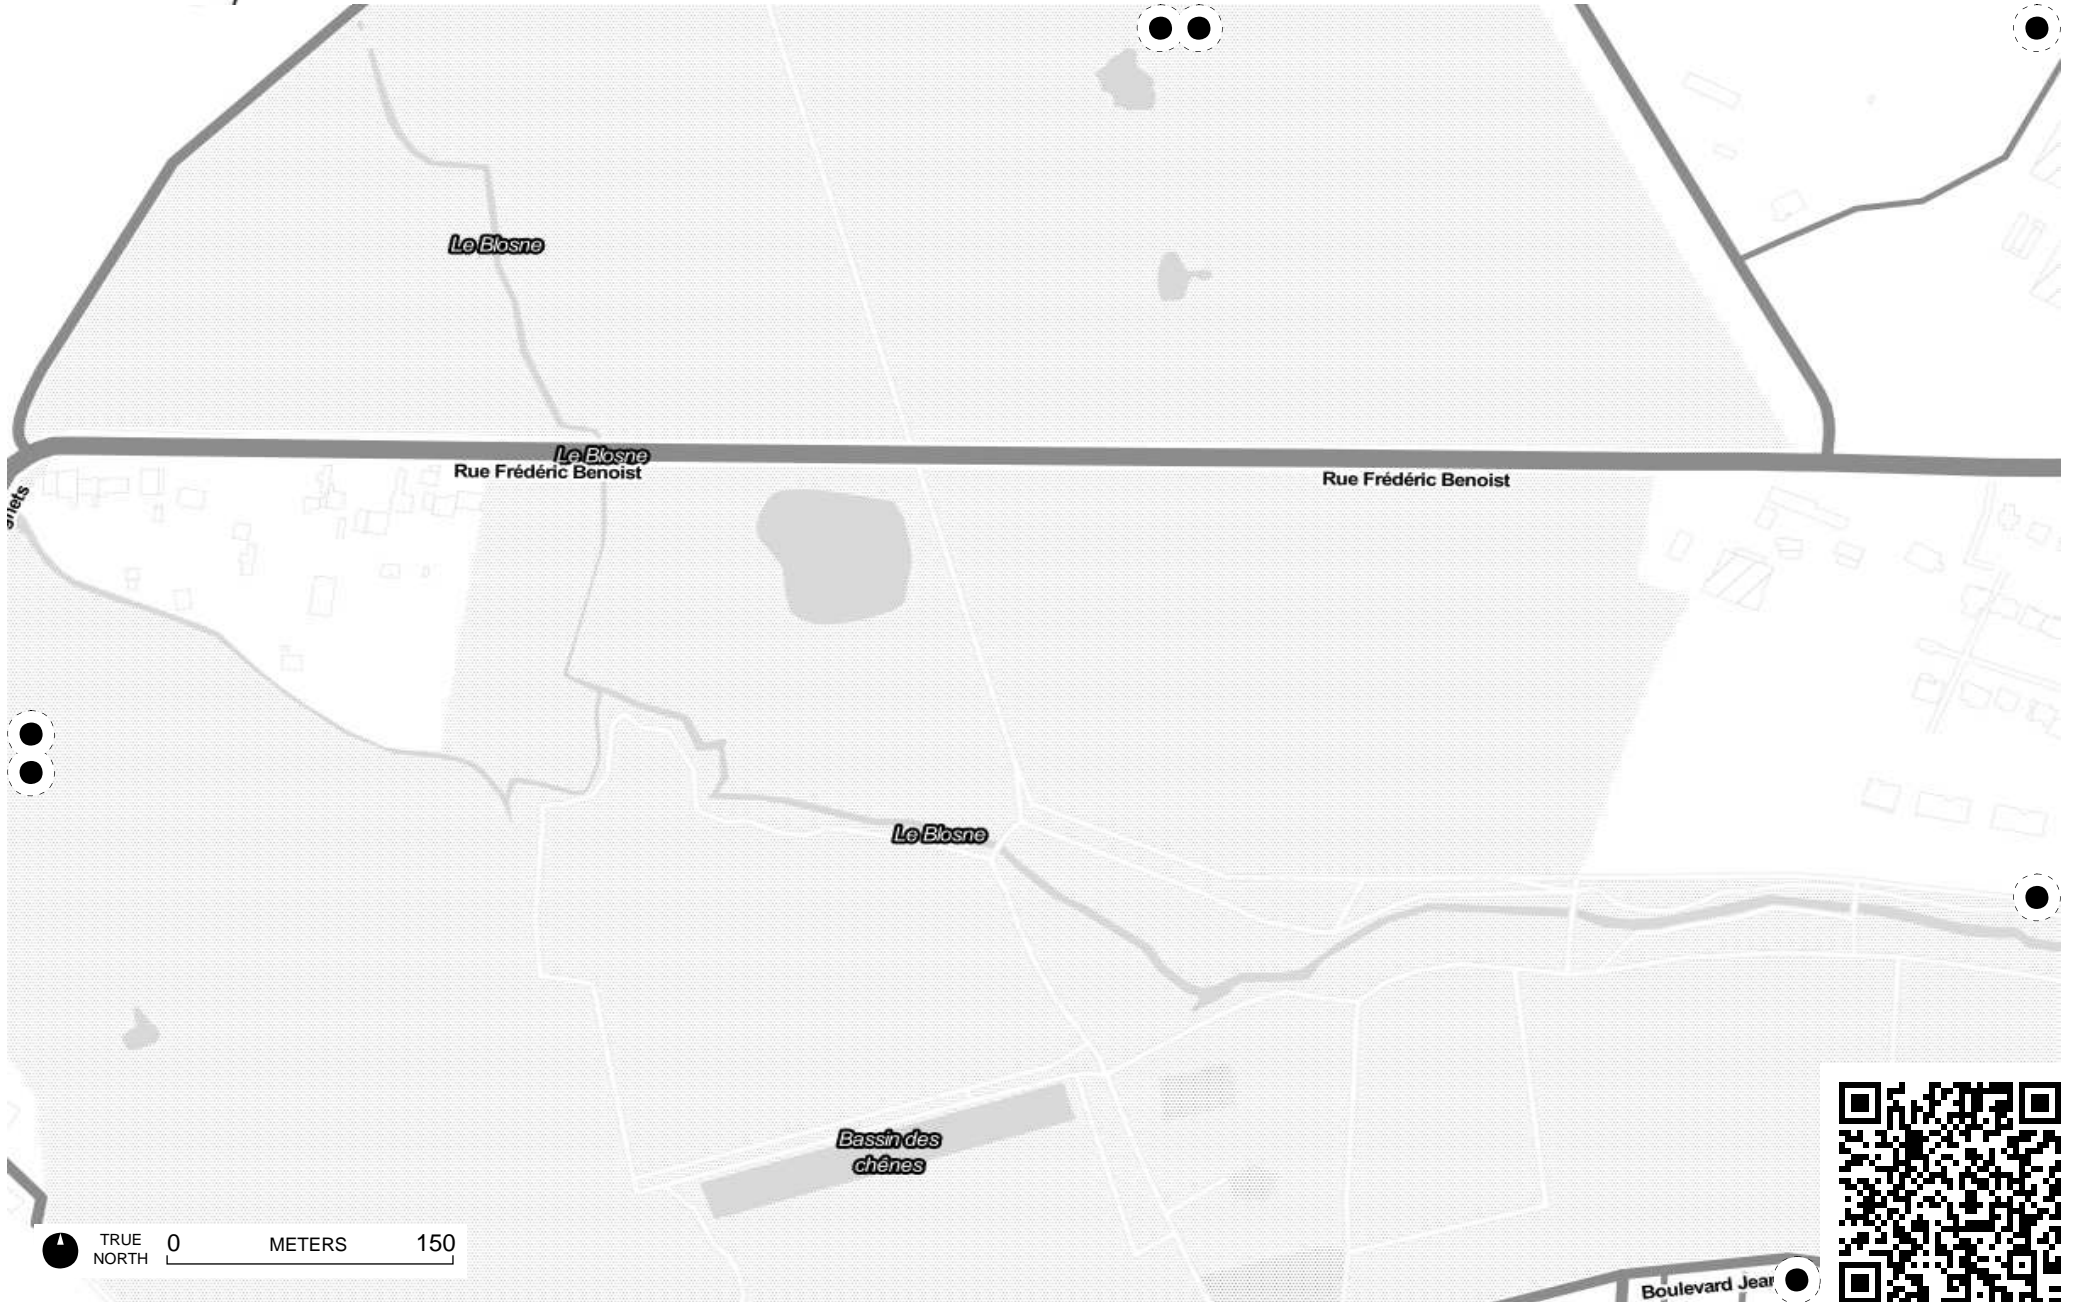 Le Blosne
Le Blosne
Rue Frédéric Benoist
Rue Frédéric Benoist
Le Blosne
Bassin des
chênes
TRUE
NORTH
0 METERS 150
Boulevard Jean